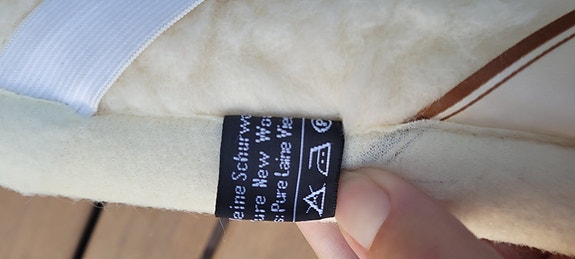 eine Schurwo
ure New Wo
s: Pure Laine Vie
P